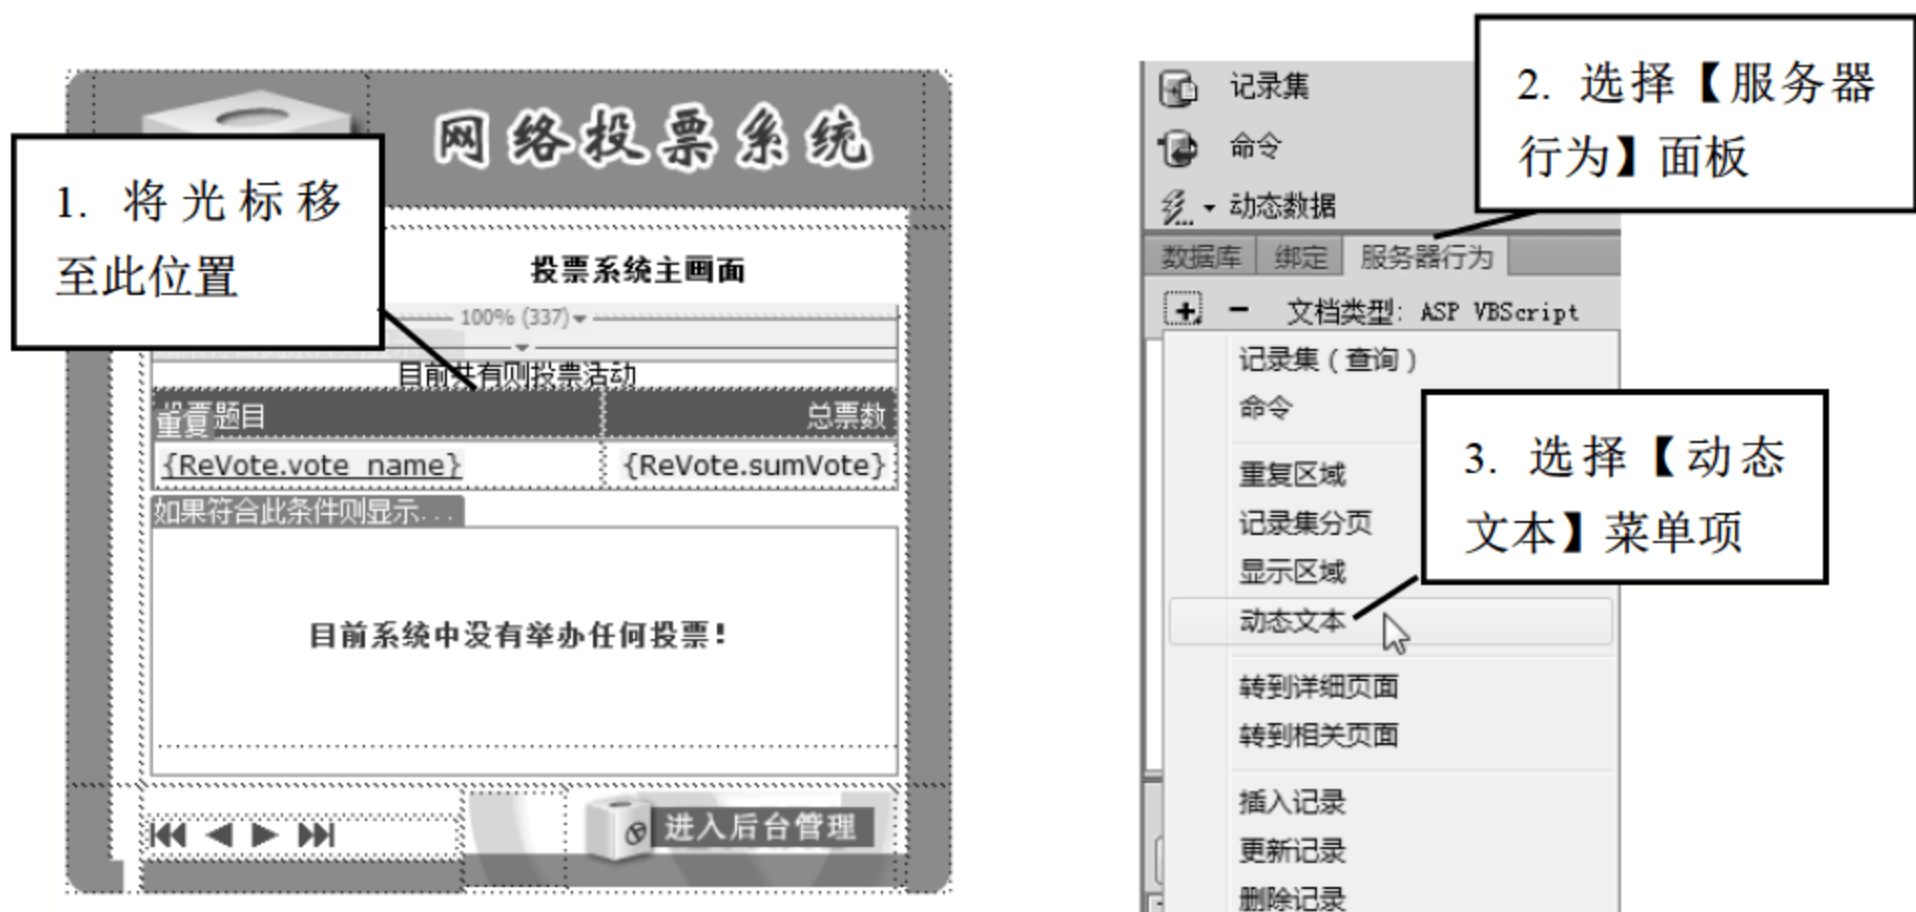 网络投票系统
1. 将光标移
至此位置
投票系统主画面
100% (337)
目前共有则投票活动
题目
重复
总票数
{ReVote.vote_name}
{ReVote.sumVote}
如果符合此条件则显示...
目前系统中没有举办任何投票!
进入后台管理
2. 选择【服务器
行为】面板
记录集
命令
动态数据
数据库
绑定
服务器行为
文档类型: ASP VBScript
记录集(查询)
命令
3. 选择【动态
文本】菜单项
重复区域
记录集分页
显示区域
动态文本
转到详细页面
转到相关页面
插入记录
更新记录
删除记录